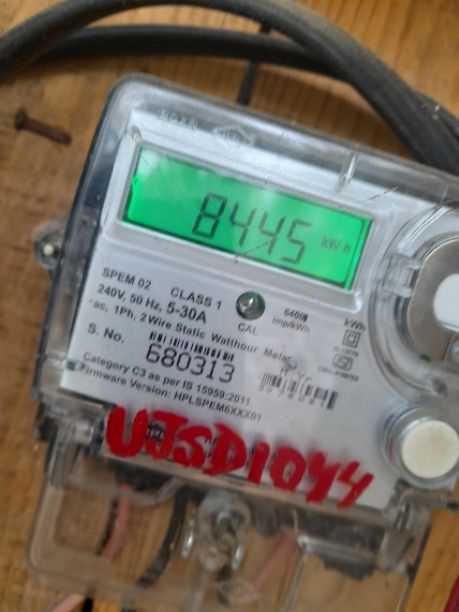 8445 kWh
SPEM 02 CLASS 1
240V, 50 Hz, 5-30A
CAL
imp/kWh
kWh
ac, 1Ph, 2 Wire Static Watthour Meter
S. No.
680313
Category C3 as per IS 15959:2011
Firmware Version: HPLSPEM6XXX01
UJSD1044